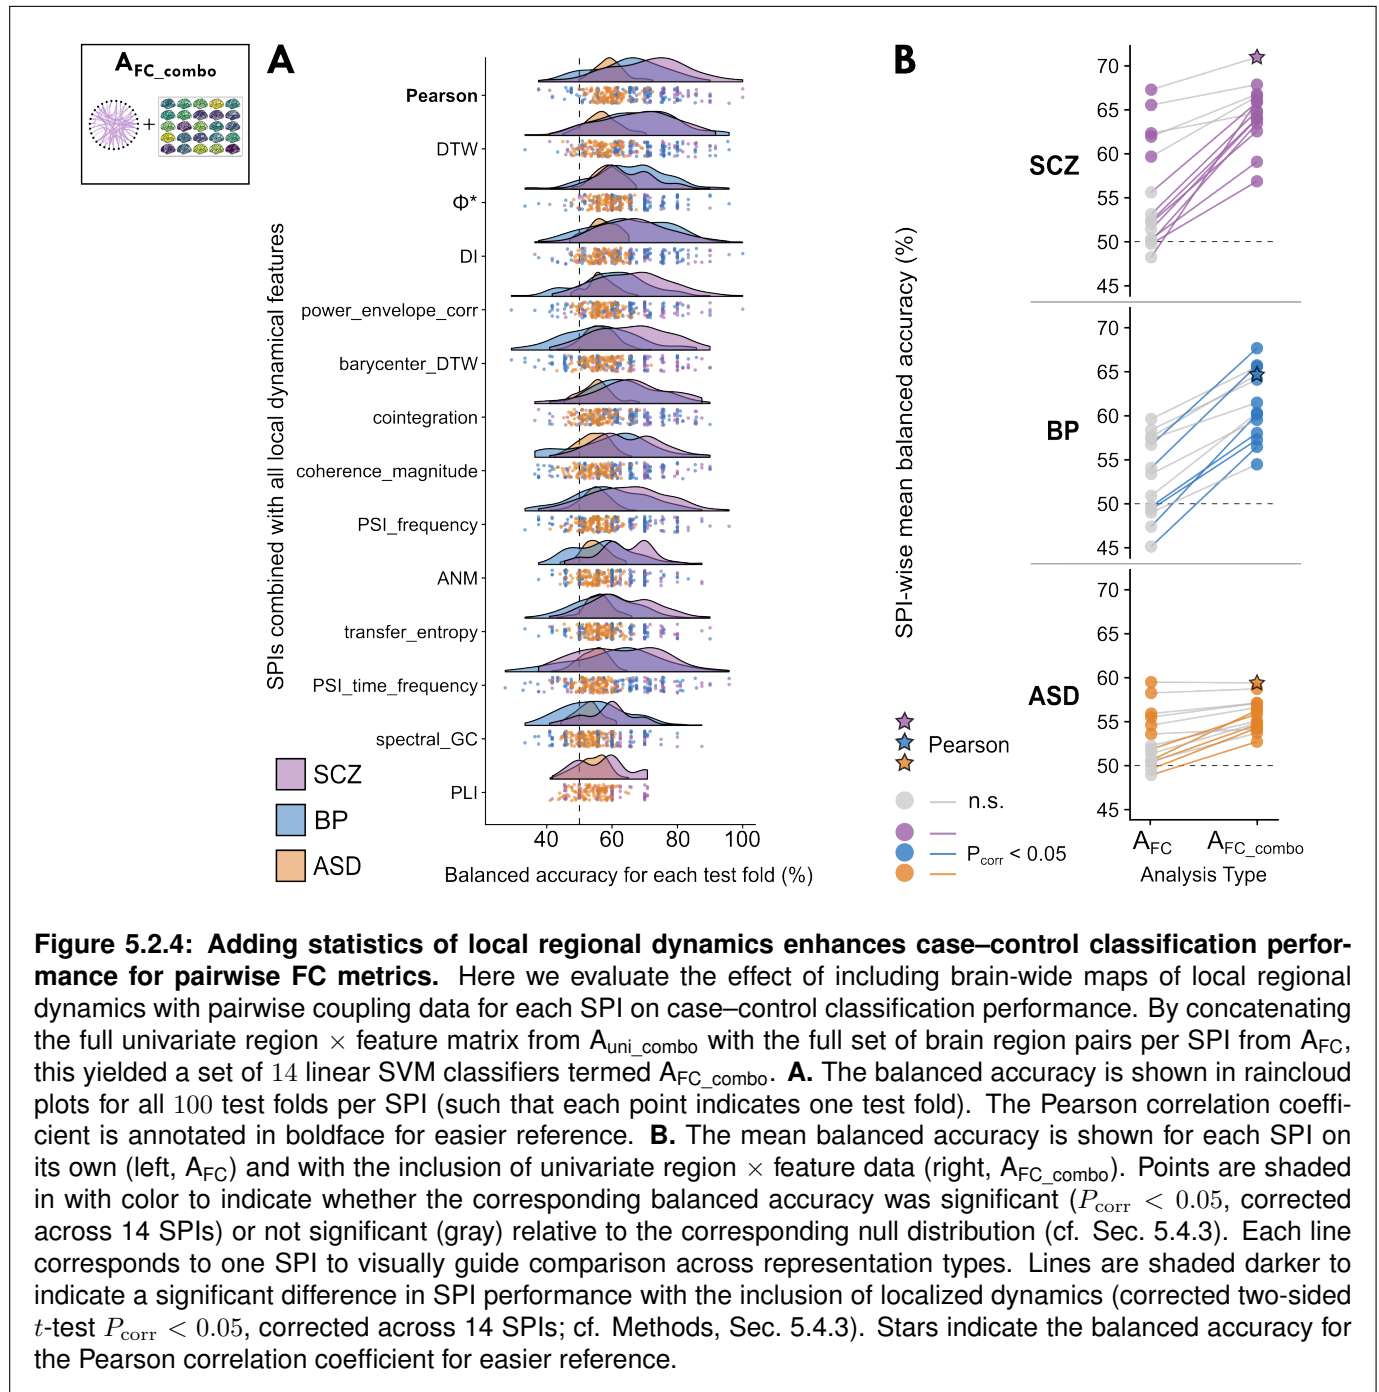 A_FC_combo
+
A
SPIs combined with all local dynamical features
Pearson
DTW
Φ*
DI
power_envelope_corr
barycenter_DTW
cointegration
coherence_magnitude
PSI_frequency
ANM
transfer_entropy
PSI_time_frequency
spectral_GC
PLI
40 60 80 100
Balanced accuracy for each test fold (%)
SCZ
BP
ASD
B
SPI-wise mean balanced accuracy (%)
SCZ
70
65
60
55
50
45
BP
70
65
60
55
50
45
ASD
70
65
60
55
50
45
A_FC A_FC_combo
Analysis Type
Pearson
n.s.
P_corr < 0.05
Figure 5.2.4: Adding statistics of local regional dynamics enhances case–control classification perfor-
mance for pairwise FC metrics. Here we evaluate the effect of including brain-wide maps of local regional
dynamics with pairwise coupling data for each SPI on case–control classification performance. By concatenating
the full univariate region × feature matrix from A_uni_combo with the full set of brain region pairs per SPI from A_FC,
this yielded a set of 14 linear SVM classifiers termed A_FC_combo. A. The balanced accuracy is shown in raincloud
plots for all 100 test folds per SPI (such that each point indicates one test fold). The Pearson correlation coeffi-
cient is annotated in boldface for easier reference. B. The mean balanced accuracy is shown for each SPI on
its own (left, A_FC) and with the inclusion of univariate region × feature data (right, A_FC_combo). Points are shaded
in with color to indicate whether the corresponding balanced accuracy was significant (P_corr < 0.05, corrected
across 14 SPIs) or not significant (gray) relative to the corresponding null distribution (cf. Sec. 5.4.3). Each line
corresponds to one SPI to visually guide comparison across representation types. Lines are shaded darker to
indicate a significant difference in SPI performance with the inclusion of localized dynamics (corrected two-sided
t-test P_corr < 0.05, corrected across 14 SPIs; cf. Methods, Sec. 5.4.3). Stars indicate the balanced accuracy for
the Pearson correlation coefficient for easier reference.